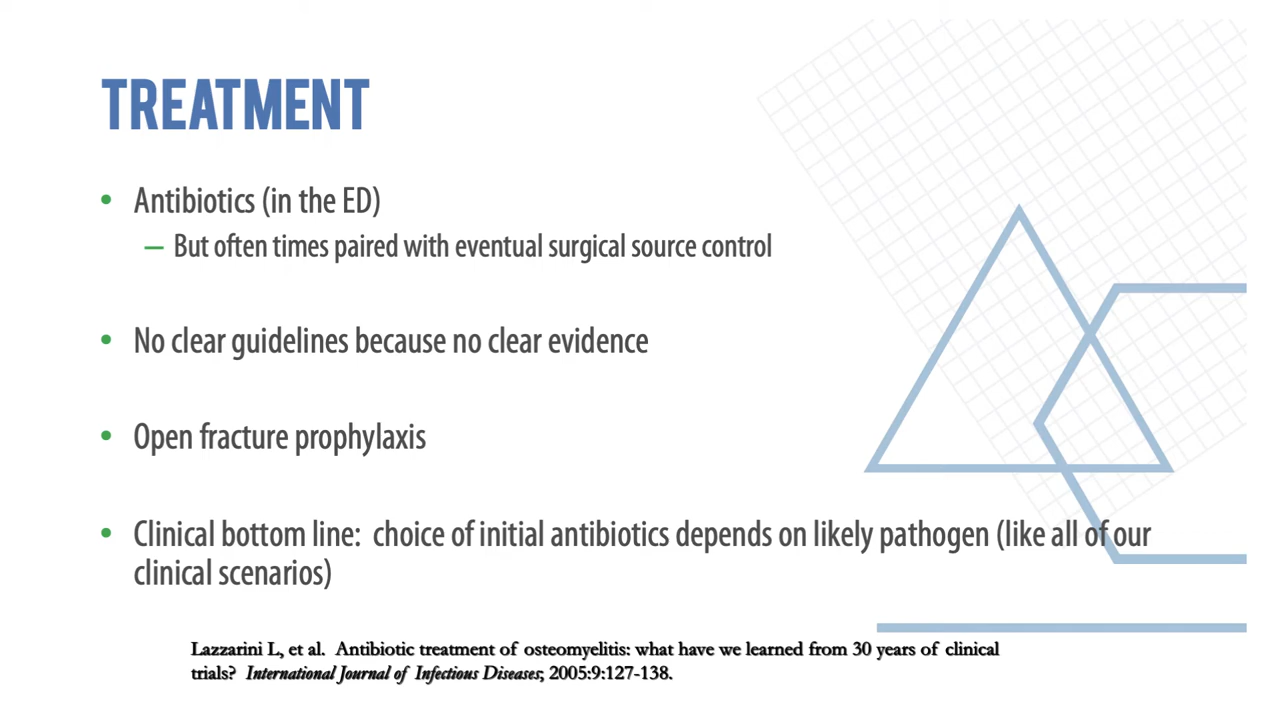 TREATMENT
• Antibiotics (in the ED)
– But often times paired with eventual surgical source control
• No clear guidelines because no clear evidence
• Open fracture prophylaxis
• Clinical bottom line:  choice of initial antibiotics depends on likely pathogen (like all of our
clinical scenarios)
Lazzarini L, et al.  Antibiotic treatment of osteomyelitis: what have we learned from 30 years of clinical
trials?  International Journal of Infectious Diseases; 2005:9:127-138.